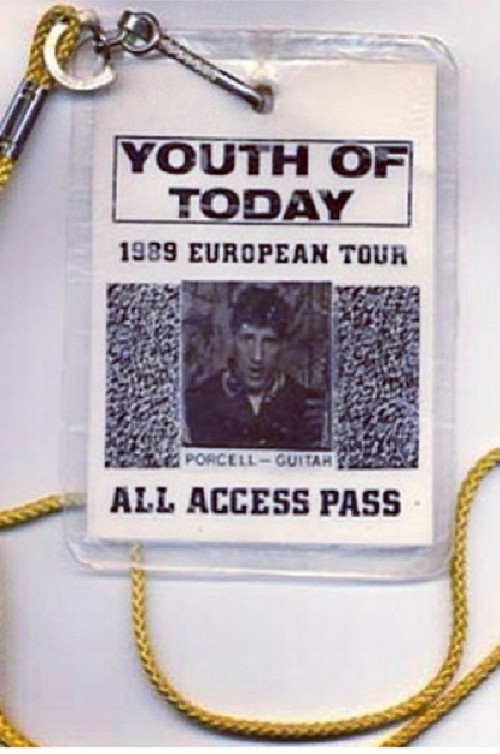 YOUTH OF
TODAY
1989 EUROPEAN TOUR
PORCELL – GUITAR
ALL ACCESS PASS